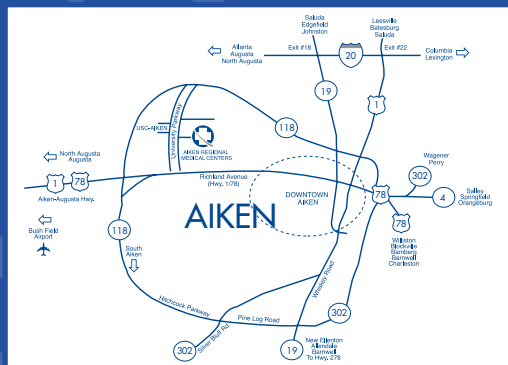 Saluda
Edgefield
Johnston
Leesville
Batesburg
Saluda
Atlanta
Augusta
North Augusta
Exit #18
20
Exit #22
Columbia
Lexington
19
1
118
USC-AIKEN
University Parkway
AIKEN REGIONAL
MEDICAL CENTERS
North Augusta
Augusta
1
78
Aiken-Augusta Hwy.
Richland Avenue
(Hwy. 1/78)
Wagener
Perry
302
DOWNTOWN
AIKEN
78
4
Salley
Springfield
Orangeburg
AIKEN
78
Williston
Blockville
Bamberg
Barnwell
Charleston
Bush Field
Airport
118
South
Aiken
Whiskey Road
Hitchcock Parkway
Pine Log Road
302
Silver Bluff Rd.
302
19
New Ellenton
Allendale
Barnwell
To Hwy. 278